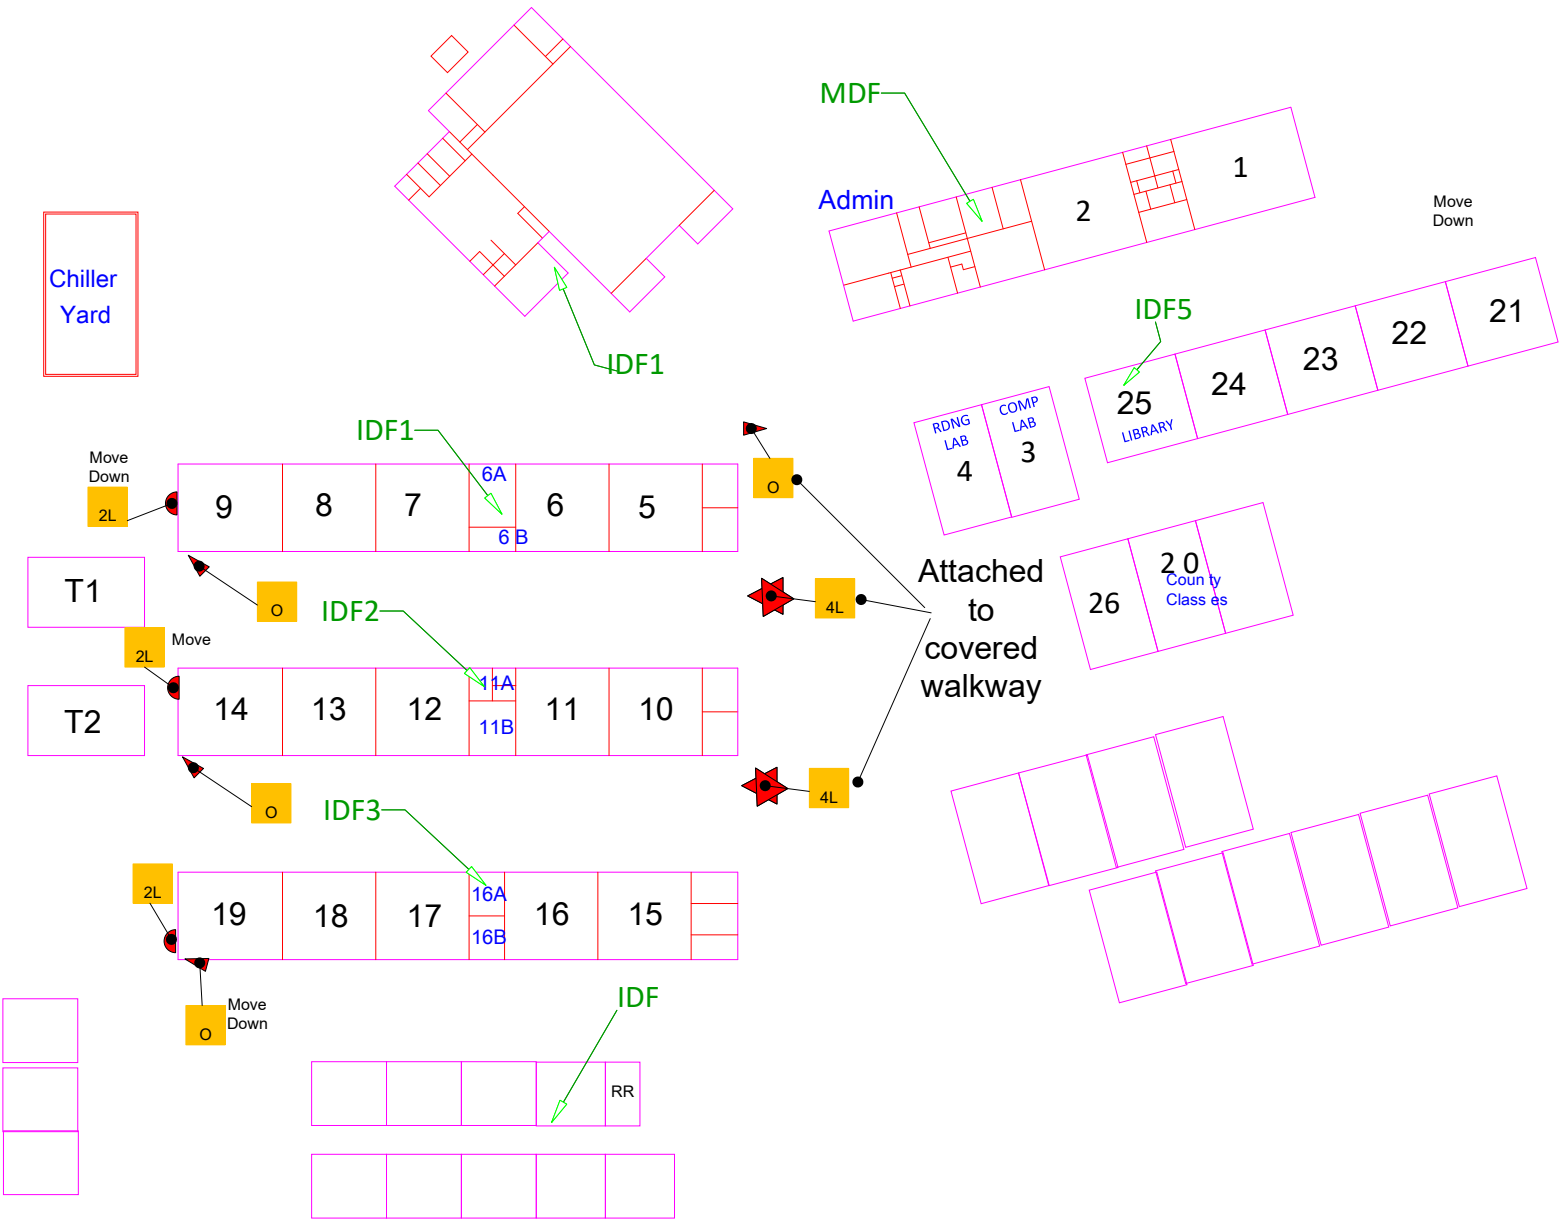 MDF
1
Admin
2
Move
Down
Chiller
Yard
IDF1
IDF5
21
22
23
24
25
LIBRARY
RDNG
LAB
4
COMP
LAB
3
IDF1
Move
Down
2L
9
8
7
6A
6 B
6
5
O
T1
O
IDF2
4L
Attached
to
covered
walkway
26
2 0
Coun ty
Class es
2L
Move
T2
14
13
12
11A
11B
11
10
O
IDF3
4L
2L
19
18
17
16A
16B
16
15
O
Move
Down
IDF
RR